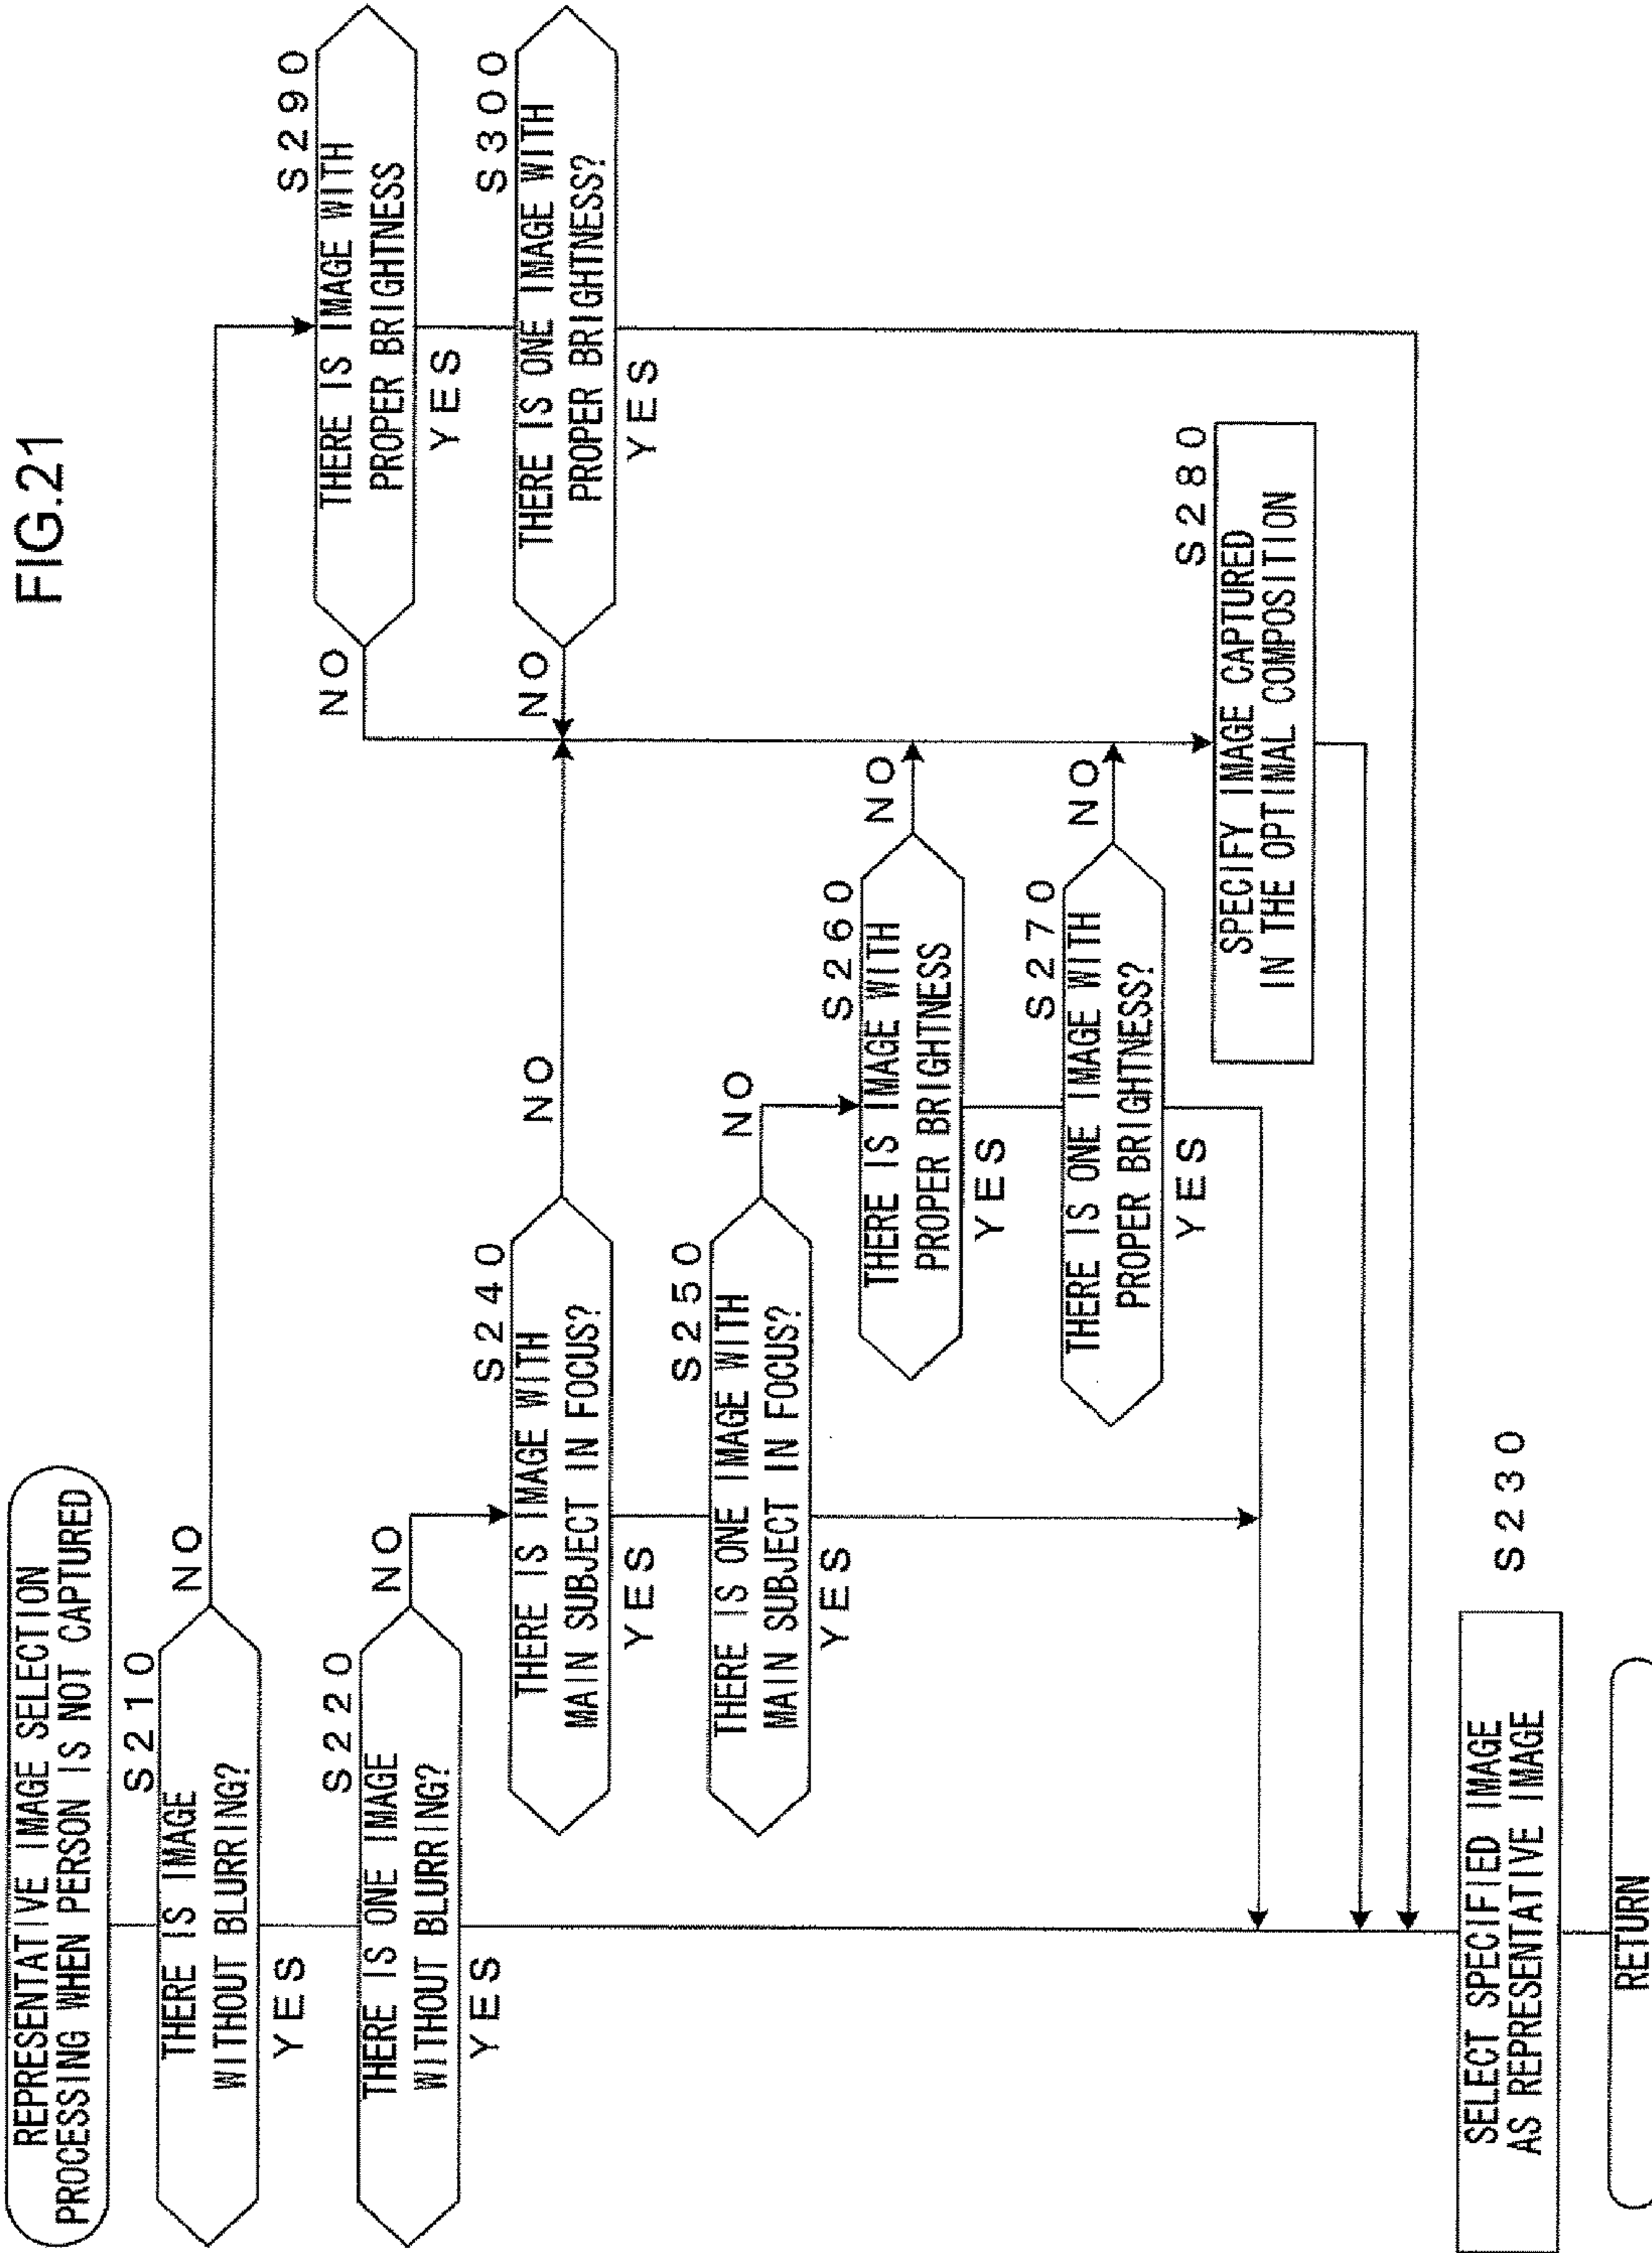 FIG.21
REPRESENTATIVE IMAGE SELECTION
PROCESSING WHEN PERSON IS NOT CAPTURED
S210
THERE IS IMAGE
WITHOUT BLURRING?
NO
YES
S220
THERE IS ONE IMAGE
WITHOUT BLURRING?
NO
YES
S240
THERE IS IMAGE WITH
MAIN SUBJECT IN FOCUS?
NO
YES
S250
THERE IS ONE IMAGE WITH
MAIN SUBJECT IN FOCUS?
NO
YES
S260
THERE IS IMAGE WITH
PROPER BRIGHTNESS
NO
YES
S270
THERE IS ONE IMAGE WITH
PROPER BRIGHTNESS?
NO
YES
S290
THERE IS IMAGE WITH
PROPER BRIGHTNESS
NO
YES
S300
THERE IS ONE IMAGE WITH
PROPER BRIGHTNESS?
NO
YES
S280
SPECIFY IMAGE CAPTURED
IN THE OPTIMAL COMPOSITION
S230
SELECT SPECIFIED IMAGE
AS REPRESENTATIVE IMAGE
RETURN